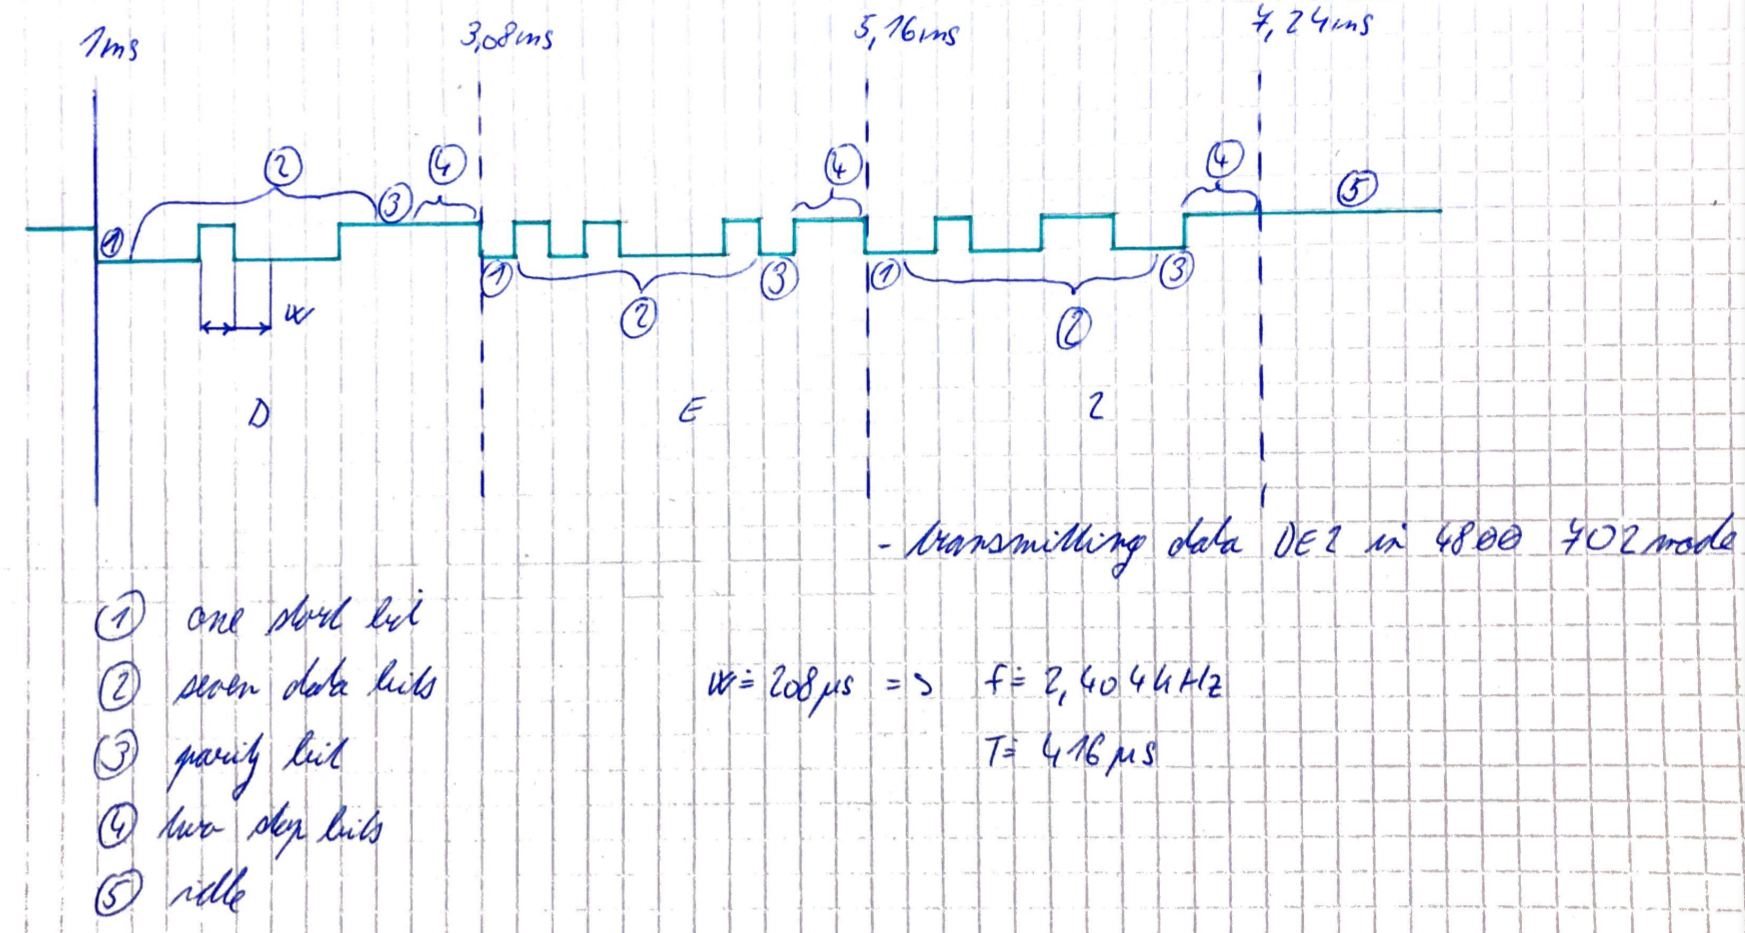 1ms 3,08ms 5,16ms 7,24ms
② ④ ④ ④ ⑤
① ③
① ② ③ ① ② ③
w
D E 2
- transmitting data DE2 in 4800 7O2 mode
① one start bit
② seven data bits w ≐ 208 μs => f ≐ 2,404 kHz
③ parity bit T ≐ 416 μs
④ two stop bits
⑤ idle